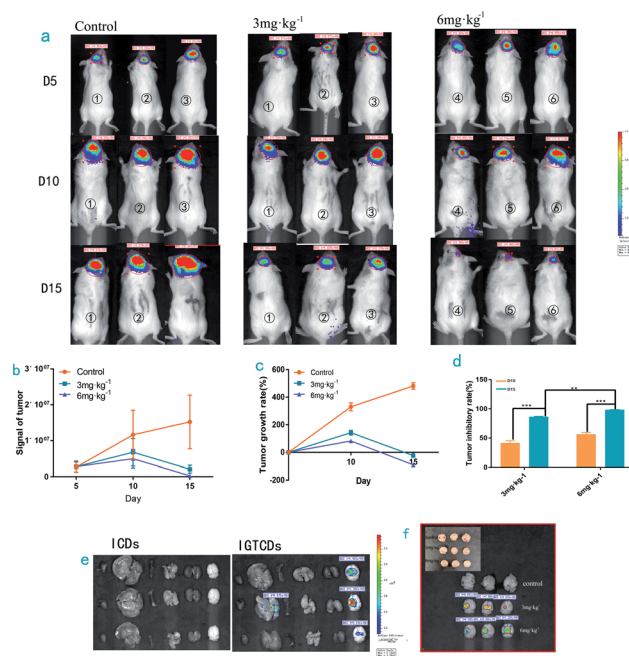 a
Control
3mg·kg⁻¹
6mg·kg⁻¹
D5
① ② ③
① ② ③
④ ⑤ ⑥
D10
① ② ③
① ② ③
④ ⑤ ⑥
D15
① ②
① ② ③
④ ⑤ ⑥
b
Control
3mg·kg⁻¹
6mg·kg⁻¹
Signal of tumor
3´10⁰⁷
2´10⁰⁷
1´10⁰⁷
0
5 10 15
Day
c
Control
3mg·kg⁻¹
6mg·kg⁻¹
Tumor growth rate(%)
600
400
200
0
-200
5 10 15
Day
d
D10
D15
Tumor inhibitory rate(%)
150
100
50
0
***
**
***
3mg·kg⁻¹
6mg·kg⁻¹
e
ICDs
IGTCDs
f
control
3mg·kg⁻¹
6mg·kg⁻¹